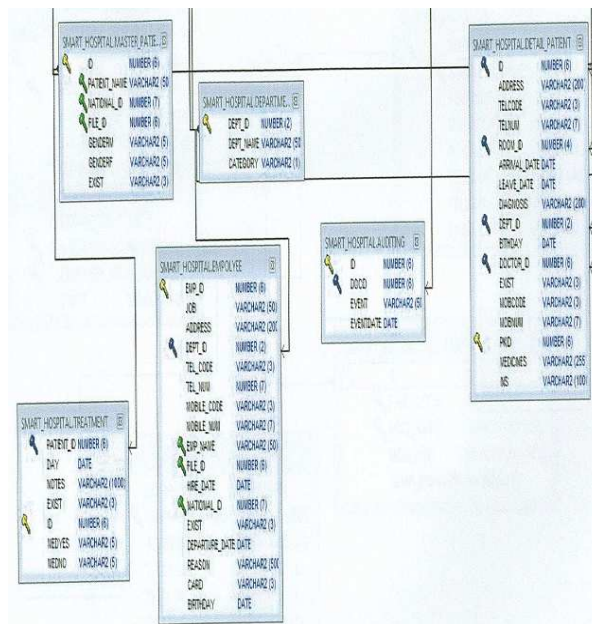 SMART_HOSPITAL.MASTER_PATIE...
ID NUMBER (6)
PATIENT_NAME VARCHAR2 (50
NATIONAL_ID NUMBER (7)
FILE_ID NUMBER (6)
GENDERM VARCHAR2 (5)
GENDERF VARCHAR2 (5)
EXIST VARCHAR2 (3)
SMART_HOSPITAL.DEPARTME...
DEPT_ID NUMBER (2)
DEPT_NAME VARCHAR2 (50
CATEGORY VARCHAR2 (1)
SMART_HOSPITAL.DETAIL_PATIENT
ID NUMBER (6)
ADDRESS VARCHAR2 (200
TELCODE VARCHAR2 (3)
TELNUM VARCHAR2 (7)
ROOM_ID NUMBER (4)
ARRIVAL_DATE DATE
LEAVE_DATE DATE
DIAGNOSIS VARCHAR2 (200
DEPT_ID NUMBER (2)
BITHDAY DATE
DOCTOR_ID NUMBER (6)
EXIST VARCHAR2 (3)
MOBCODE VARCHAR2 (3)
MOBNUM VARCHAR2 (7)
PKID NUMBER (6)
MEDICINES VARCHAR2 (255
INS VARCHAR2 (100
SMART_HOSPITAL.EMPOLYEE
EMP_ID NUMBER (6)
JOB VARCHAR2 (50)
ADDRESS VARCHAR2 (200
DEPT_ID NUMBER (2)
TEL_CODE VARCHAR2 (3)
TEL_NUM NUMBER (7)
MOBILE_CODE VARCHAR2 (3)
MOBILE_NUM VARCHAR2 (7)
EMP_NAME VARCHAR2 (50)
FILE_ID NUMBER (6)
HIRE_DATE DATE
NATIONAL_ID NUMBER (7)
EXIST VARCHAR2 (3)
DEPARTURE_DATE DATE
REASON VARCHAR2 (500
CARD VARCHAR2 (3)
BIRTHDAY DATE
SMART_HOSPITAL.AUDITING
ID NUMBER (6)
DOCID NUMBER (6)
EVENT VARCHAR2 (5
EVENTDATE DATE
SMART_HOSPITAL.TREATMENT
PATIENT_ID NUMBER (6)
DAY DATE
NOTES VARCHAR2 (1000)
EXIST VARCHAR2 (3)
ID NUMBER (6)
MEDYES VARCHAR2 (5)
MEDNO VARCHAR2 (5)